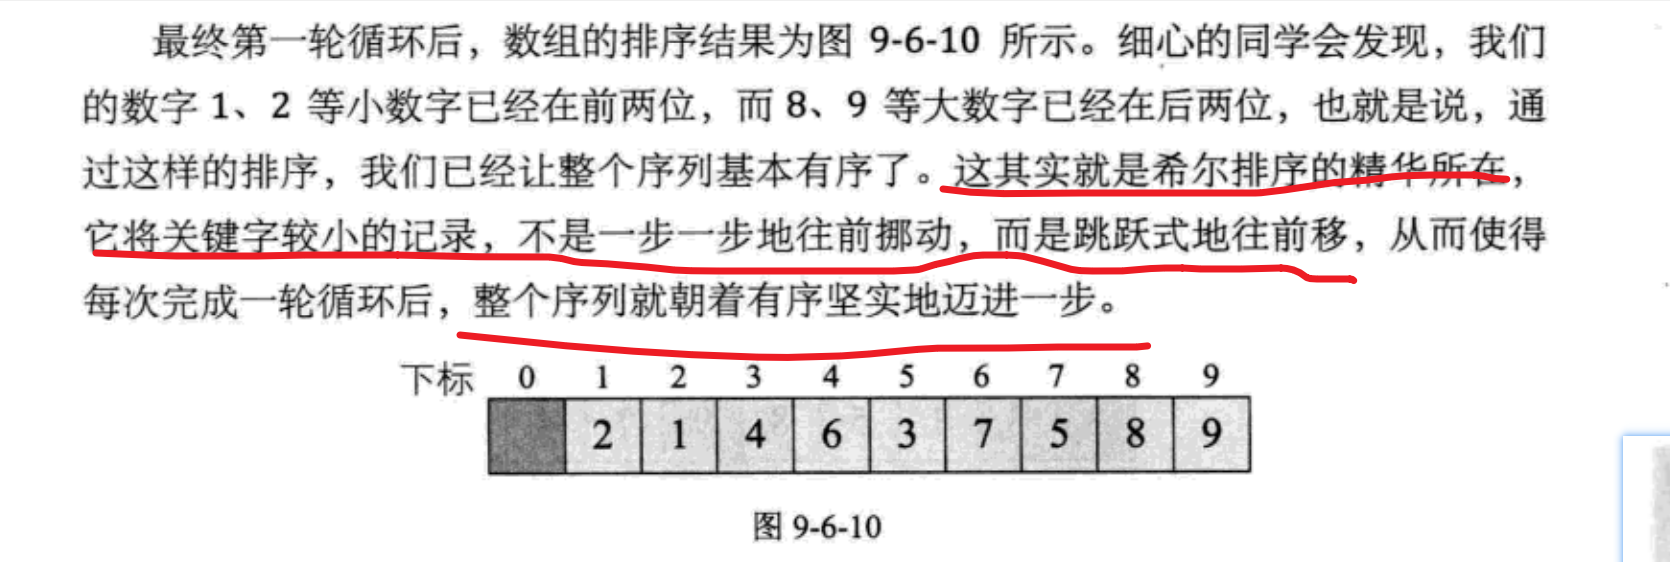 最终第一轮循环后，数组的排序结果为图 9-6-10 所示。细心的同学会发现，我们
的数字 1、2 等小数字已经在前两位，而 8、9 等大数字已经在后两位，也就是说，通
过这样的排序，我们已经让整个序列基本有序了。这其实就是希尔排序的精华所在，
它将关键字较小的记录，不是一步一步地往前挪动，而是跳跃式地往前移，从而使得
每次完成一轮循环后，整个序列就朝着有序坚实地迈进一步。
下标 0 1 2 3 4 5 6 7 8 9
2 1 4 6 3 7 5 8 9
图 9-6-10